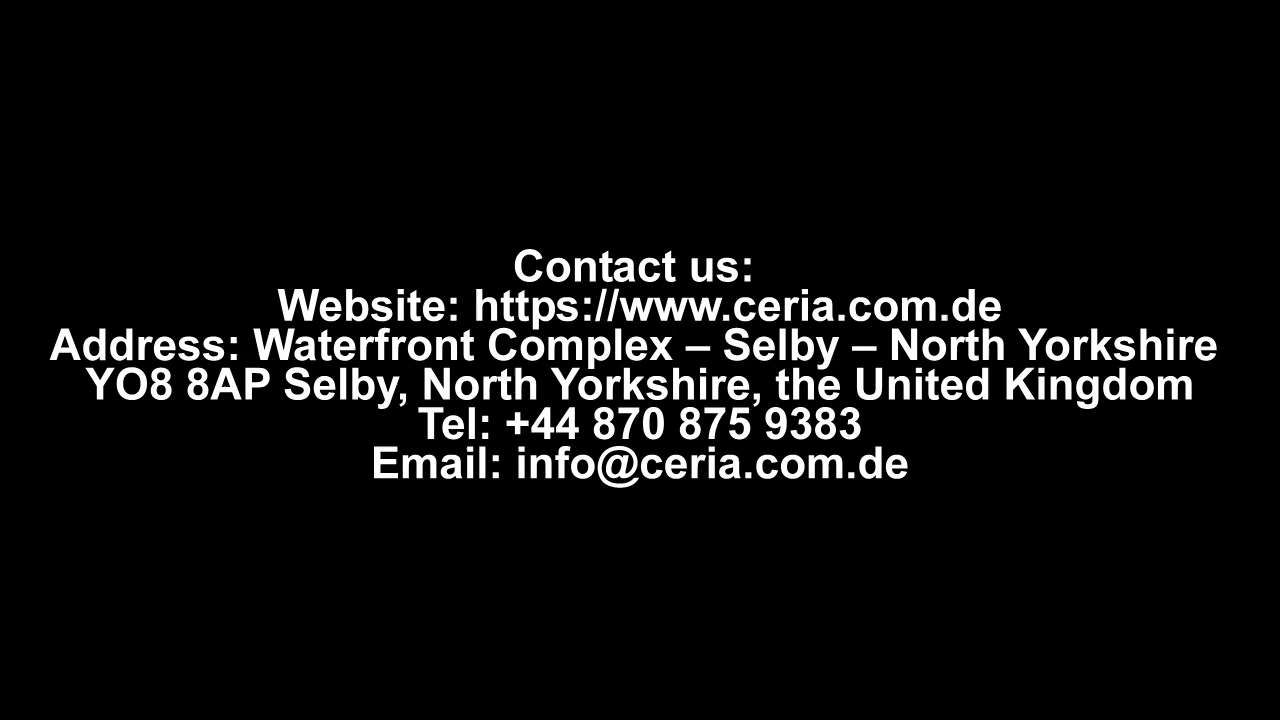 Contact us:
Website: https://www.ceria.com.de
Address: Waterfront Complex – Selby – North Yorkshire
YO8 8AP Selby, North Yorkshire, the United Kingdom
Tel: +44 870 875 9383
Email: info@ceria.com.de